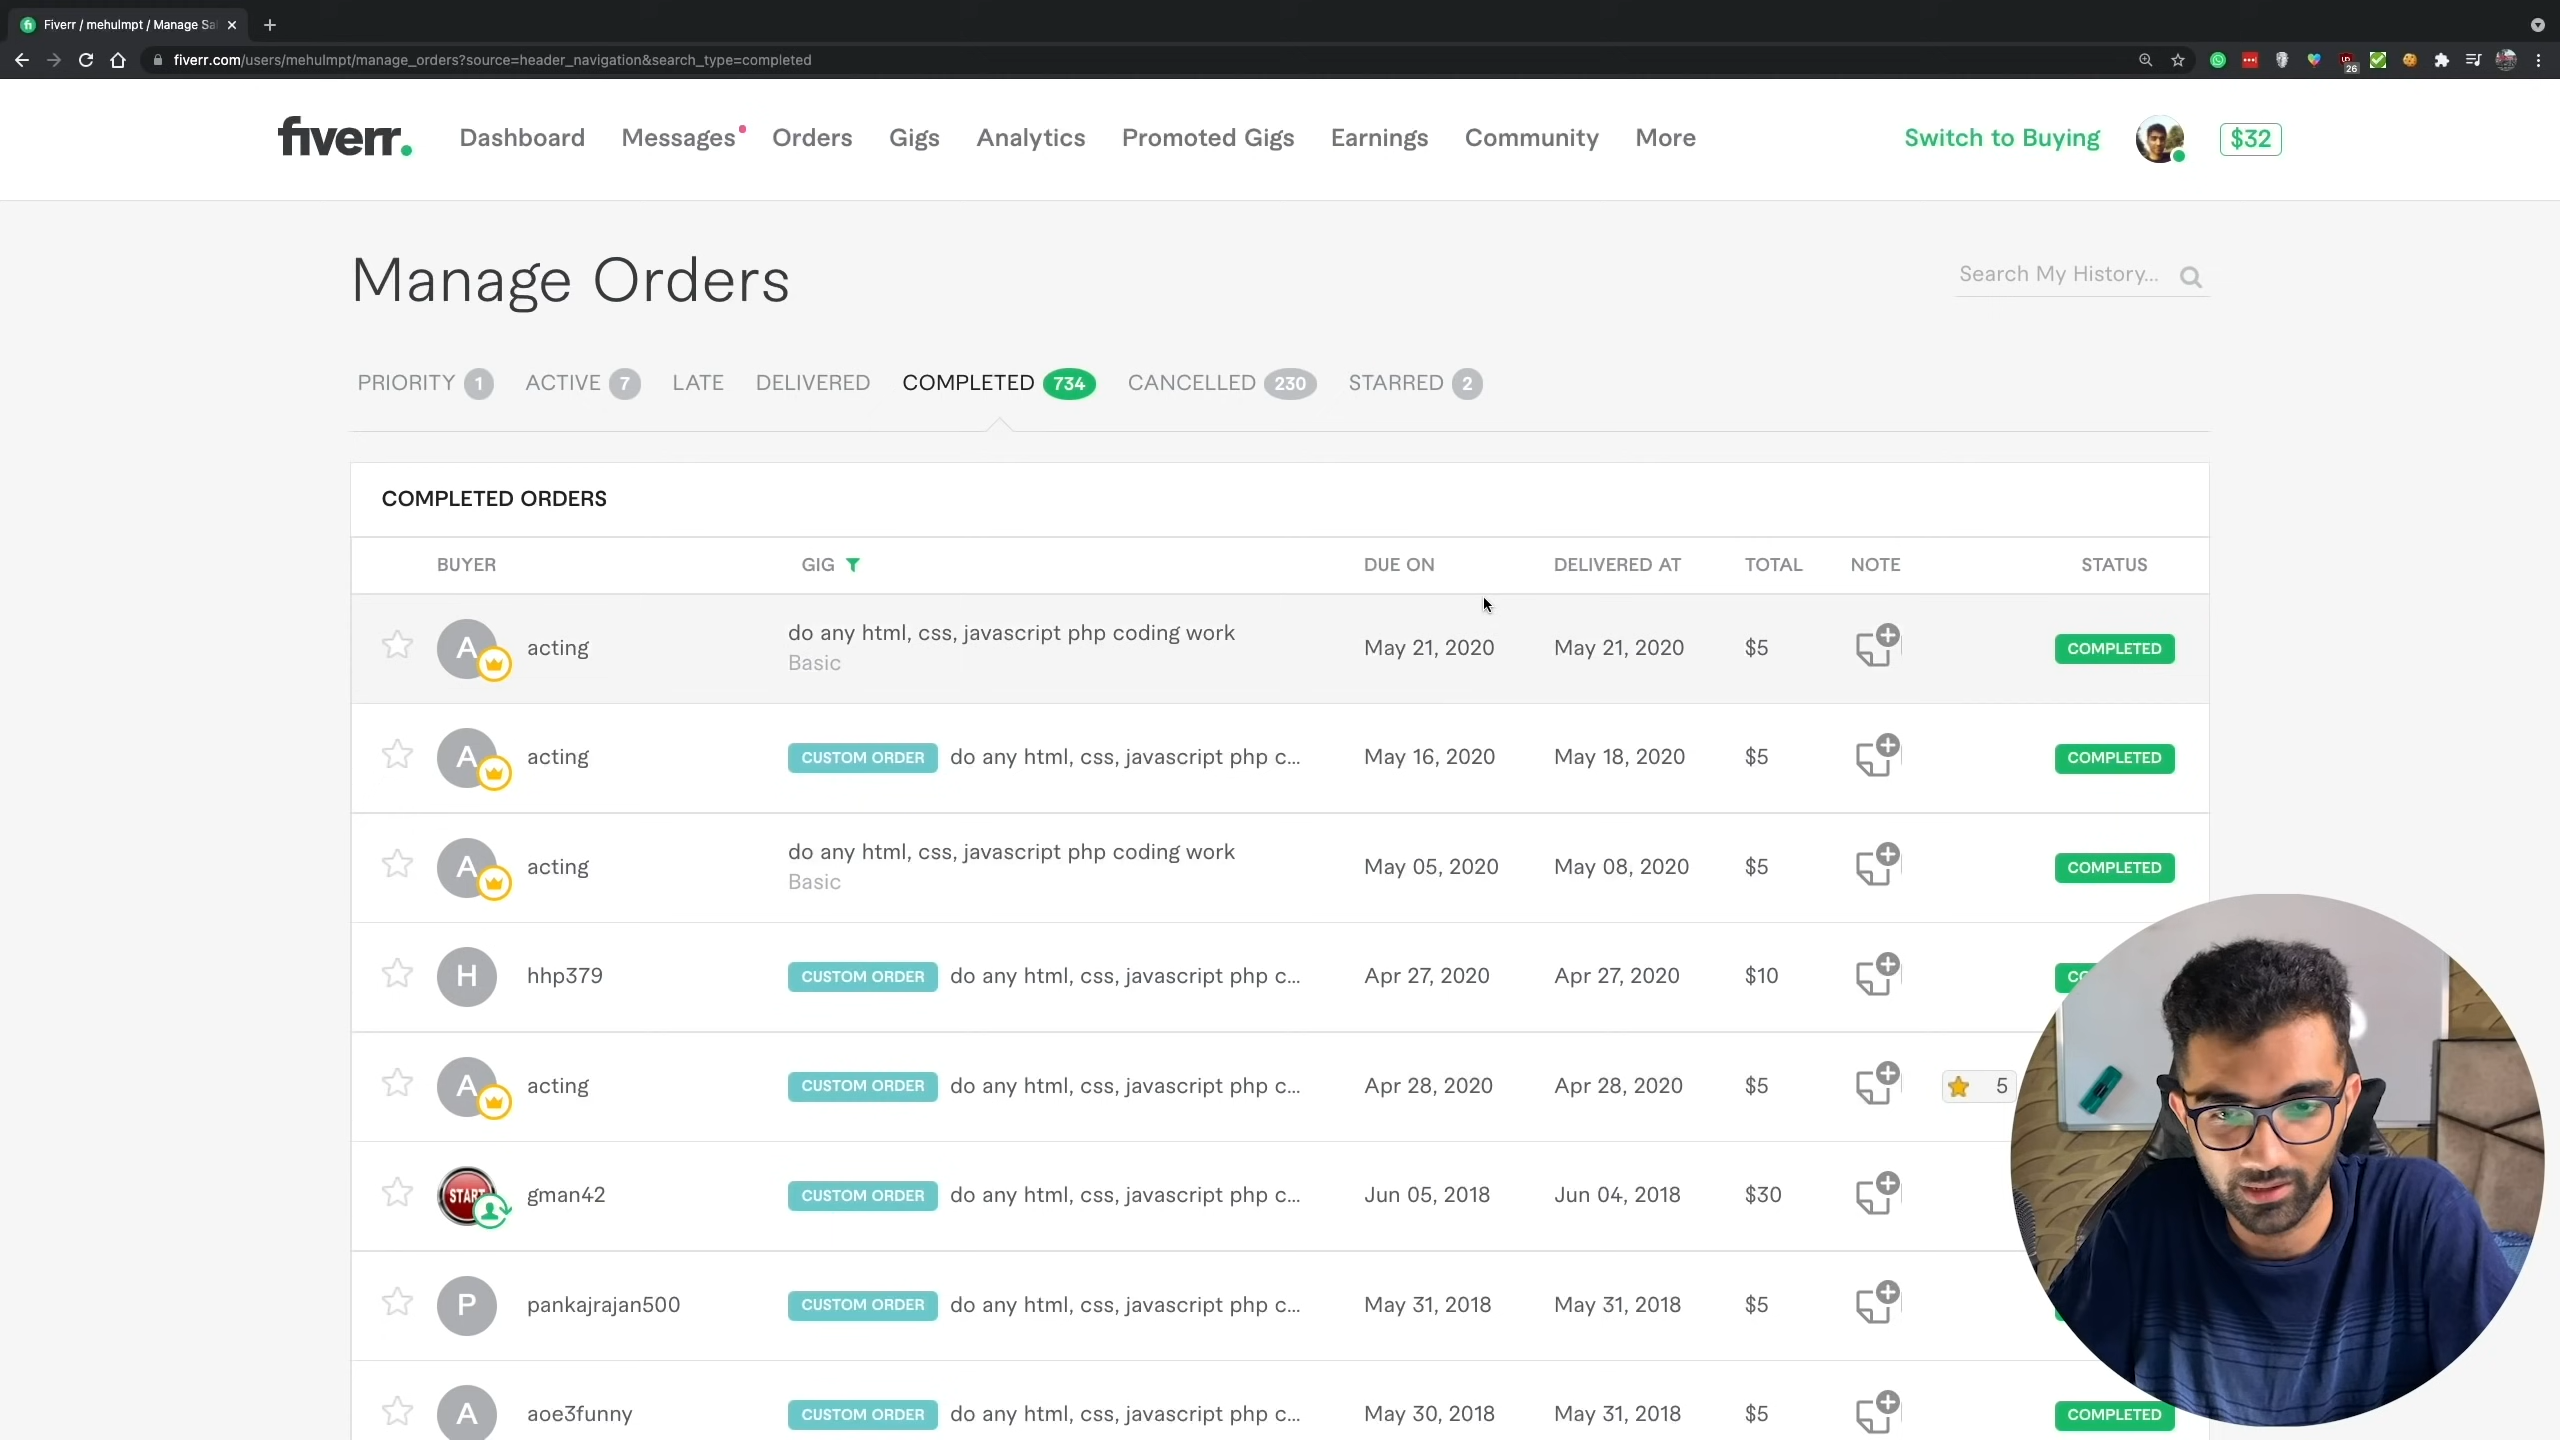 Fiverr / mehulmpt / Manage Sa
fiverr.com/users/mehulmpt/manage_orders?source=header_navigation&search_type=completed
26
fiverr.
Dashboard Messages Orders Gigs Analytics Promoted Gigs Earnings Community More Switch to Buying $32
Manage Orders
Search My History...
PRIORITY 1 ACTIVE 7 LATE DELIVERED COMPLETED 734 CANCELLED 230 STARRED 2
COMPLETED ORDERS
BUYER GIG DUE ON DELIVERED AT TOTAL NOTE STATUS
A acting do any html, css, javascript php coding work May 21, 2020 May 21, 2020 $5 COMPLETED
Basic
A acting CUSTOM ORDER do any html, css, javascript php c... May 16, 2020 May 18, 2020 $5 COMPLETED
A acting do any html, css, javascript php coding work May 05, 2020 May 08, 2020 $5 COMPLETED
Basic
H hhp379 CUSTOM ORDER do any html, css, javascript php c... Apr 27, 2020 Apr 27, 2020 $10
A acting CUSTOM ORDER do any html, css, javascript php c... Apr 28, 2020 Apr 28, 2020 $5 5
START gman42 CUSTOM ORDER do any html, css, javascript php c... Jun 05, 2018 Jun 04, 2018 $30
P pankajrajan500 CUSTOM ORDER do any html, css, javascript php c... May 31, 2018 May 31, 2018 $5
A aoe3funny CUSTOM ORDER do any html, css, javascript php c... May 30, 2018 May 31, 2018 $5 COMPLETED